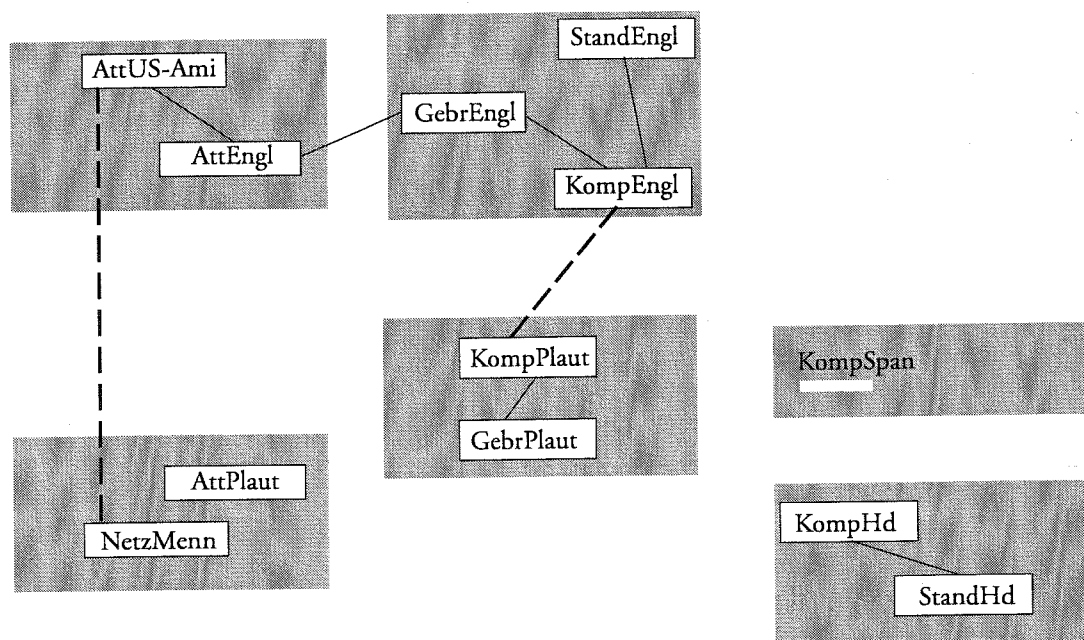 StandEngl
AttUS-Ami
GebrEngl
AttEngl
KompEngl
KompPlaut
KompSpan
GebrPlaut
AttPlaut
NetzMenn
KompHd
StandHd